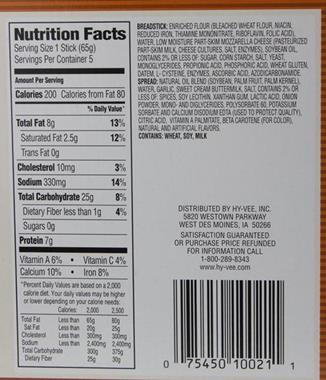 Nutrition Facts
Serving Size 1 Stick (65g)
Servings Per Container 5
Amount Per Serving
Calories 200 Calories from Fat 80
% Daily Value*
Total Fat 8g 13%
Saturated Fat 2.5g 12%
Trans Fat 0g
Cholesterol 10mg 3%
Sodium 330mg 14%
Total Carbohydrate 25g 8%
Dietary Fiber less than 1g 4%
Sugars 0g
Protein 7g
Vitamin A 6% • Vitamin C 4%
Calcium 10% • Iron 8%
*Percent Daily Values are based on a 2,000
calorie diet. Your daily values may be higher
or lower depending on your calorie needs:
Calories: 2,000 2,500
Total Fat Less than 65g 80g
Sat Fat Less than 20g 25g
Cholesterol Less than 300mg 300mg
Sodium Less than 2,400mg 2,400mg
Total Carbohydrate 300g 375g
Dietary Fiber 25g 30g
BREADSTICK: ENRICHED FLOUR (BLEACHED WHEAT FLOUR, NIACIN,
REDUCED IRON, THIAMINE MONONITRATE, RIBOFLAVIN, FOLIC ACID),
WATER, LOW MOISTURE PART-SKIM MOZZARELLA CHEESE (PASTEURIZED
PART-SKIM MILK, CHEESE CULTURES, SALT, ENZYMES), SOYBEAN OIL,
CONTAINS 2% OR LESS OF: SUGAR, CORN STARCH, SALT, YEAST,
MONOGLYCERIDES, PROPIONIC ACID, PHOSPHORIC ACID, WHEAT GLUTEN,
DATEM, L- CYSTEINE, ENZYMES, ASCORBIC ACID, AZODICARBONAMIDE.
SPREAD: NATURAL OIL BLEND (SOYBEAN, PALM FRUIT, PALM KERNEL),
WATER, GARLIC, SWEET CREAM BUTTERMILK, SALT, CONTAINS 2% OR
LESS OF: SPICES, SOY LECITHIN, XANTHAN GUM, LACTIC ACID, ONION
POWDER, MONO- AND DIGLYCERIDES, POLYSORBATE 60, POTASSIUM
SORBATE AND CALCIUM DISODIUM EDTA (USED TO PROTECT QUALITY),
CITRIC ACID, VITAMIN A PALMITATE, BETA CAROTENE (FOR COLOR),
NATURAL AND ARTIFICIAL FLAVORS.
CONTAINS: WHEAT, SOY, MILK
DISTRIBUTED BY HY-VEE, INC.
5820 WESTOWN PARKWAY
WEST DES MOINES, IA 50266
SATISFACTION GUARANTEED
OR PURCHASE PRICE REFUNDED
FOR INFORMATION CALL
1-800-289-8343
www.hy-vee.com
0 75450 10021 1